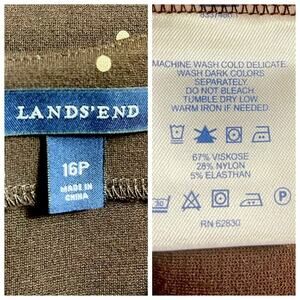 LANDS'END
16P
MADE IN
CHINA
MACHINE WASH COLD DELICATE
WASH DARK COLORS
SEPARATELY.
DO NOT BLEACH.
TUMBLE DRY LOW
WARM IRON IF NEEDED.
67% VISKOSE
28% NYLON
5% ELASTHAN
30
RN 62830